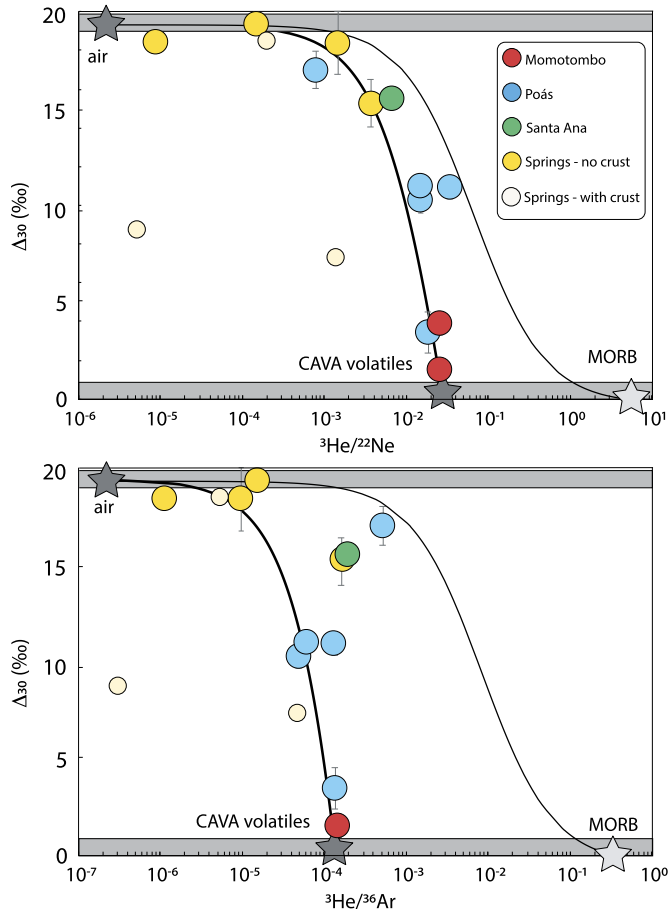 20
15
10
5
0
Δ₃₀ (‰)
air
Momotombo
Poás
Santa Ana
Springs - no crust
Springs - with crust
CAVA volatiles
MORB
10⁻⁶ 10⁻⁵ 10⁻⁴ 10⁻³ 10⁻² 10⁻¹ 10⁰ 10¹
³He/²²Ne
20
15
10
5
0
Δ₃₀ (‰)
air
CAVA volatiles
MORB
10⁻⁷ 10⁻⁶ 10⁻⁵ 10⁻⁴ 10⁻³ 10⁻² 10⁻¹ 10⁰
³He/³⁶Ar